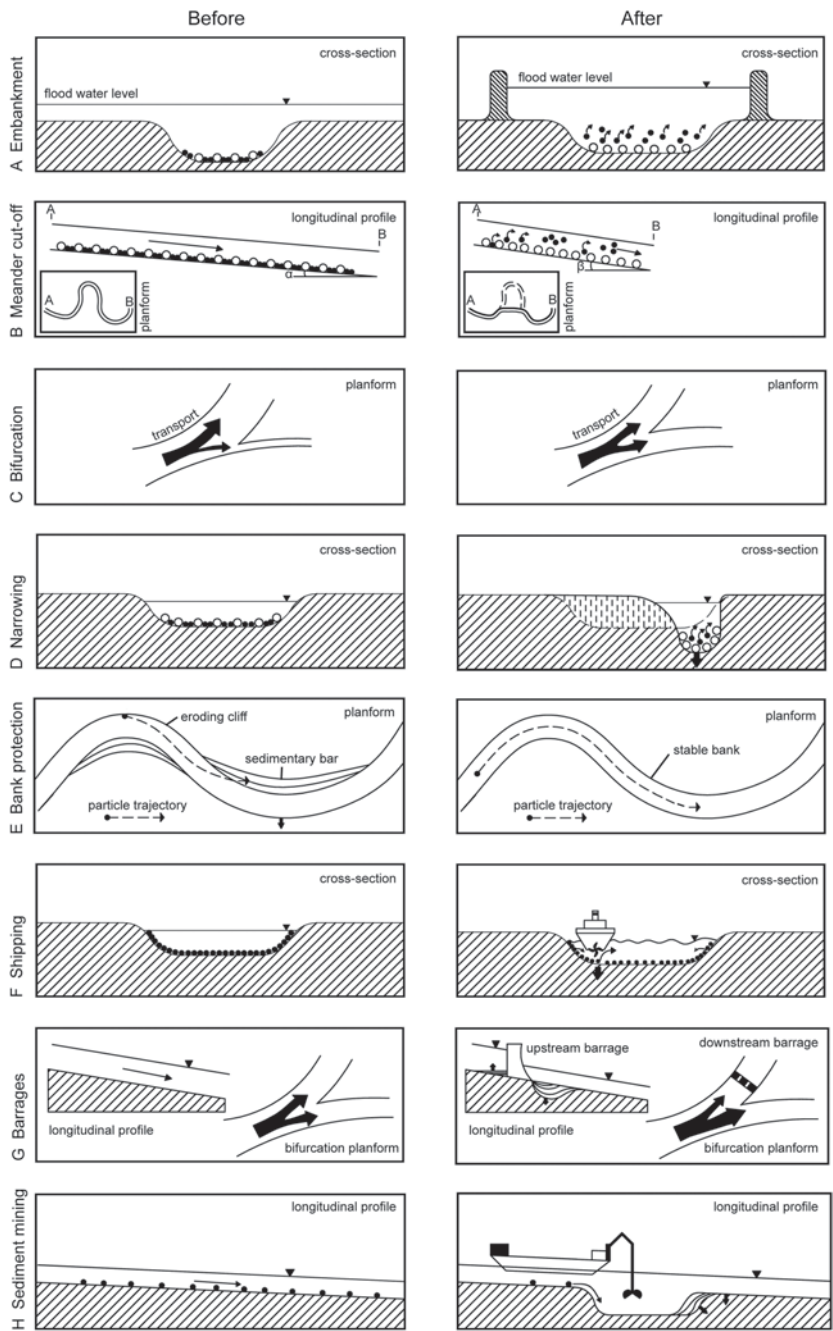 Before
After
A Embankment
cross-section
flood water level
cross-section
flood water level
B Meander cut-off
A
longitudinal profile
B
α
A
B
planform
A
longitudinal profile
B
β
A
B
planform
C Bifurcation
planform
transport
planform
transport
D Narrowing
cross-section
cross-section
E Bank protection
eroding cliff
planform
sedimentary bar
particle trajectory
planform
stable bank
particle trajectory
F Shipping
cross-section
cross-section
G Barrages
longitudinal profile
bifurcation planform
upstream barrage
downstream barrage
longitudinal profile
bifurcation planform
H Sediment mining
longitudinal profile
longitudinal profile